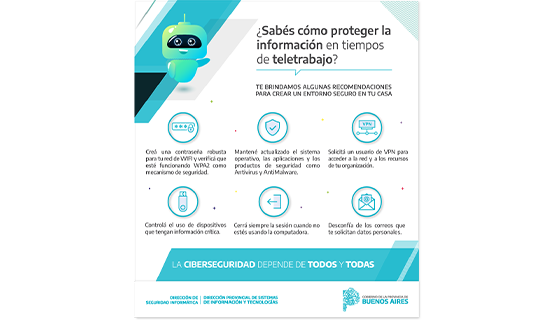 ¿Sabés cómo proteger la
información en tiempos
de teletrabajo?
TE BRINDAMOS ALGUNAS RECOMENDACIONES
PARA CREAR UN ENTORNO SEGURO EN TU CASA
Creá una contraseña robusta
para tu red de WIFI y verificá que
esté funcionando WPA2 como
mecanismo de seguridad.
Mantené actualizado el sistema
operativo, las aplicaciones y los
productos de seguridad como
Antivirus y AntiMalware.
VPN
Solicitá un usuario de VPN para
acceder a la red y a los recursos
de tu organización.
Controlá el uso de dispositivos
que tengan información crítica.
Cerrá siempre la sesión cuando no
estés usando la computadora.
Desconfía de los correos que
te solicitan datos personales.
LA CIBERSEGURIDAD DEPENDE DE TODOS Y TODAS
DIRECCIÓN DE
SEGURIDAD INFORMÁTICA
DIRECCIÓN PROVINCIAL DE SISTEMAS
DE INFORMACIÓN Y TECNOLOGÍAS
GOBIERNO DE LA PROVINCIA DE
BUENOS AIRES